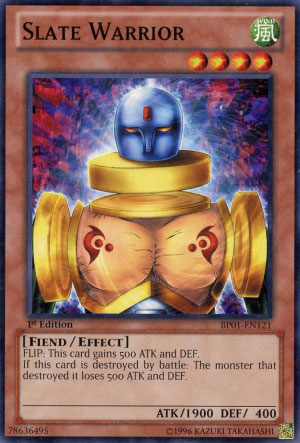 SLATE WARRIOR
風
1st Edition
BP01-EN121
[FIEND / EFFECT]
FLIP: This card gains 500 ATK and DEF.
If this card is destroyed by battle: The monster that
destroyed it loses 500 ATK and DEF.
ATK/1900 DEF/ 400
78636495
©1996 KAZUKI TAKAHASHI